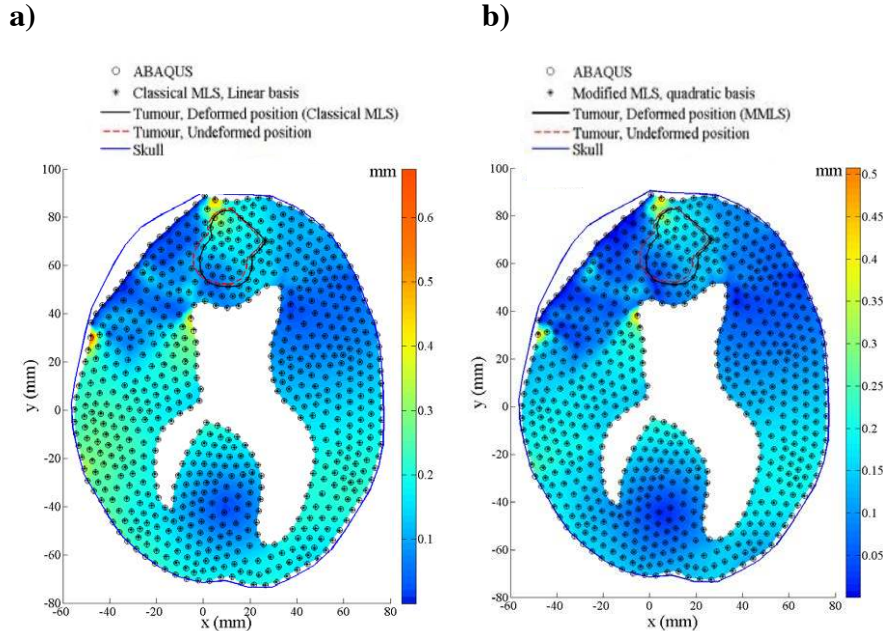 a)
ABAQUS
Classical MLS, Linear basis
Tumour, Deformed position (Classical MLS)
Tumour, Undeformed position
Skull
mm
100
80
60
40
20
0
-20
-40
-60
-80
y (mm)
-60 -40 -20 0 20 40 60 80
x (mm)
0.6
0.5
0.4
0.3
0.2
0.1
b)
ABAQUS
Modified MLS, quadratic basis
Tumour, Deformed position (MMLS)
Tumour, Undeformed position
Skull
mm
100
80
60
40
20
0
-20
-40
-60
-80
y (mm)
-60 -40 -20 0 20 40 60 80
x (mm)
0.5
0.45
0.4
0.35
0.3
0.25
0.2
0.15
0.1
0.05